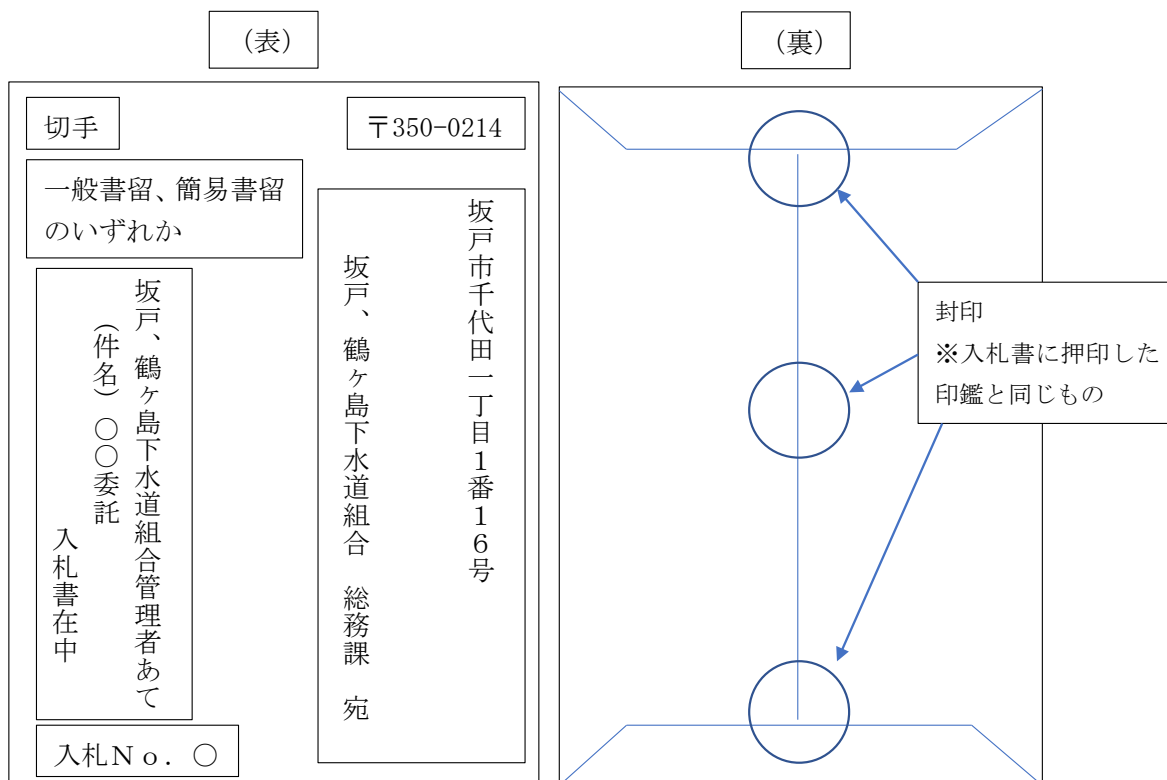 （表）
切手
〒350-0214
一般書留、簡易書留
のいずれか
坂戸市千代田一丁目１番１６号
坂戸、鶴ヶ島下水道組合　総務課　宛
坂戸、鶴ヶ島下水道組合管理者あて
（件名）〇〇委託
入札書在中
入札Ｎｏ．〇
（裏）
封印
※入札書に押印した
印鑑と同じもの